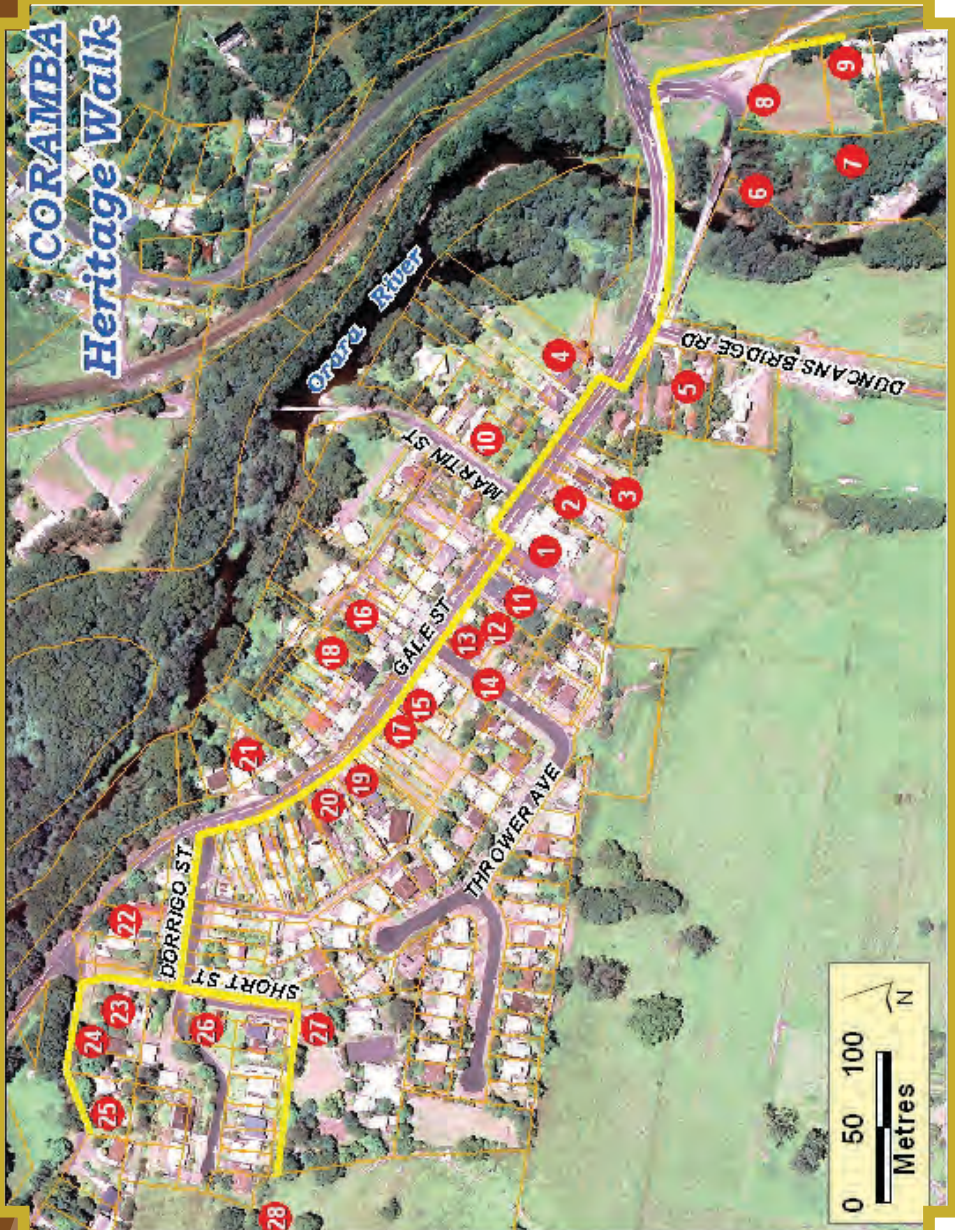 CORAMBA
Heritage Walk
Orara River
MARTIN ST
GALE ST
DUNCANS BRIDGE RD
THROWER AVE
DORRIGO ST
SHORT ST
1
2
3
4
5
6
7
8
9
10
11
12
13
14
15
16
17
18
19
20
21
22
23
24
25
26
27
28
0 50 100
Metres
N